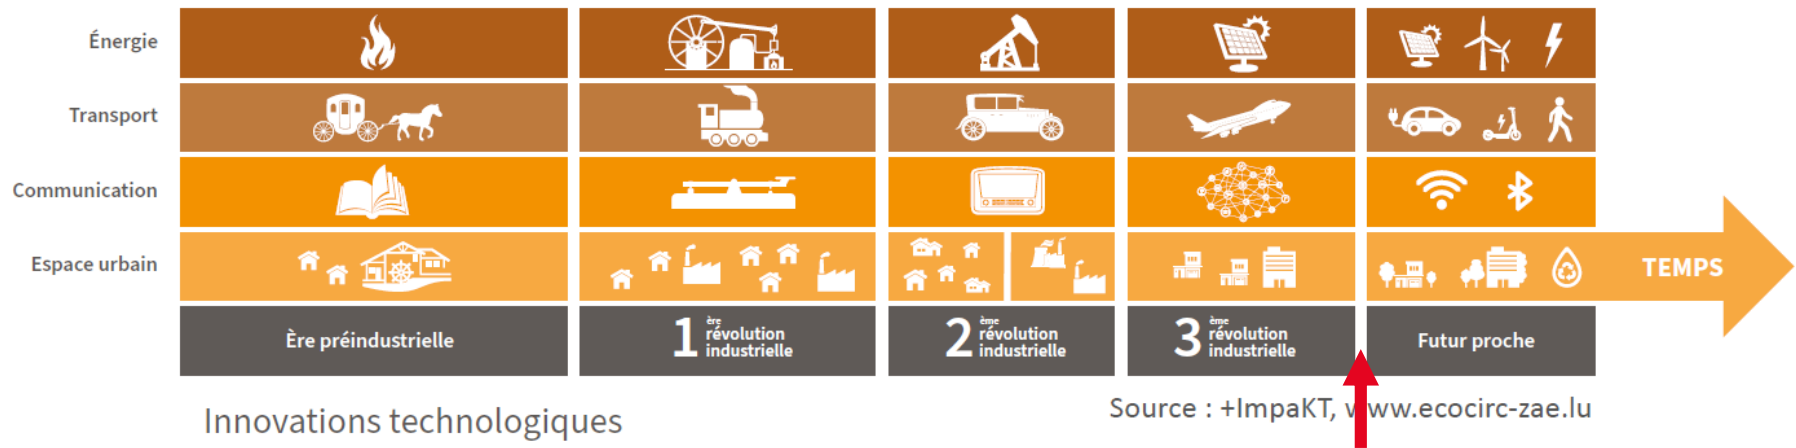 Énergie
Transport
Communication
Espace urbain
TEMPS
Ère préindustrielle
1 ère révolution
industrielle
2 ème révolution
industrielle
3 ème révolution
industrielle
Futur proche
Innovations technologiques
Source : +ImpaKT, www.ecocirc-zae.lu